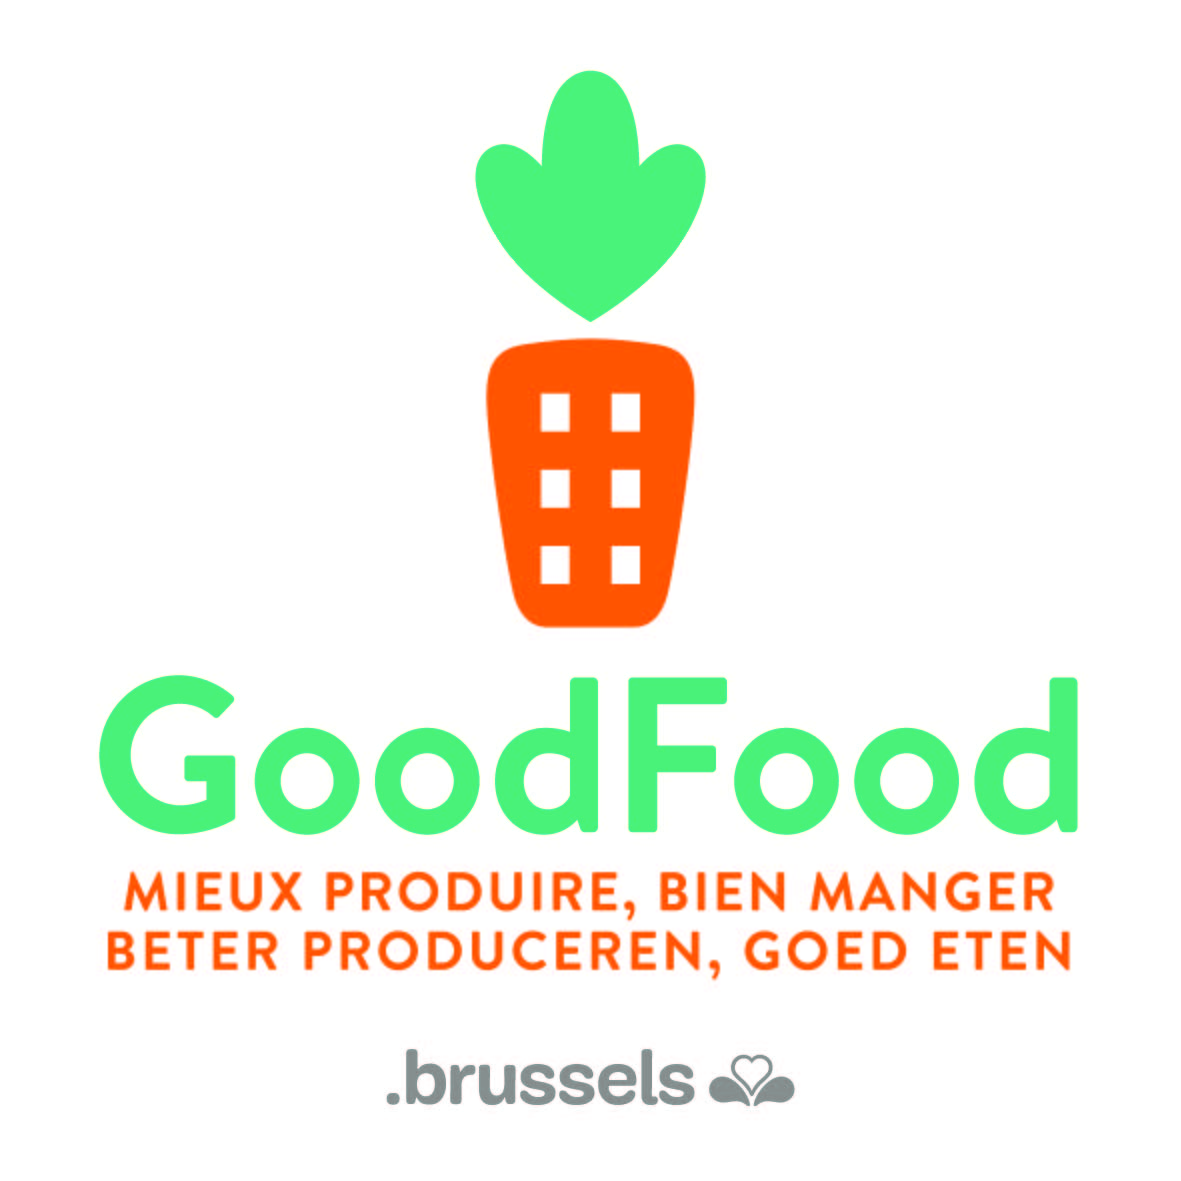 GoodFood
MIEUX PRODUIRE, BIEN MANGER
BETER PRODUCEREN, GOED ETEN
.brussels